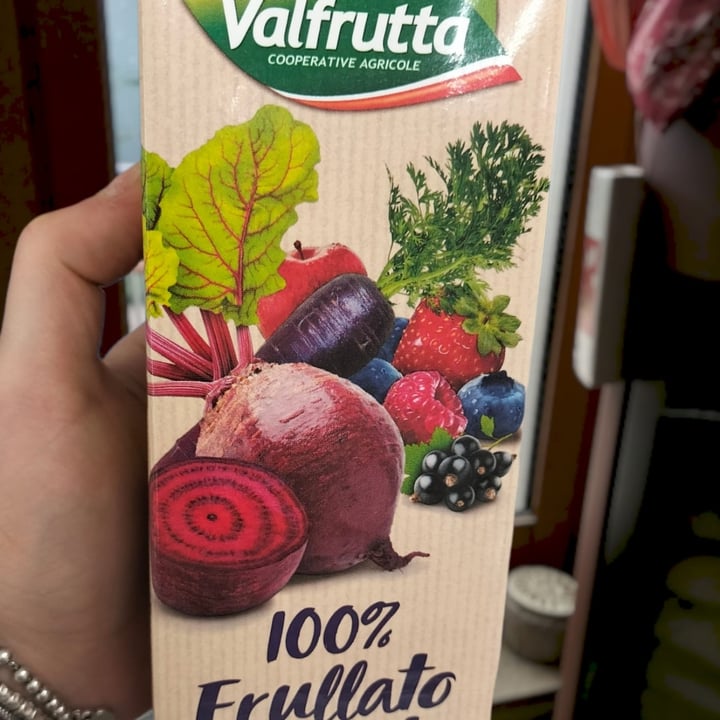 Valfrutta
COOPERATIVE AGRICOLE
100%
Frullato